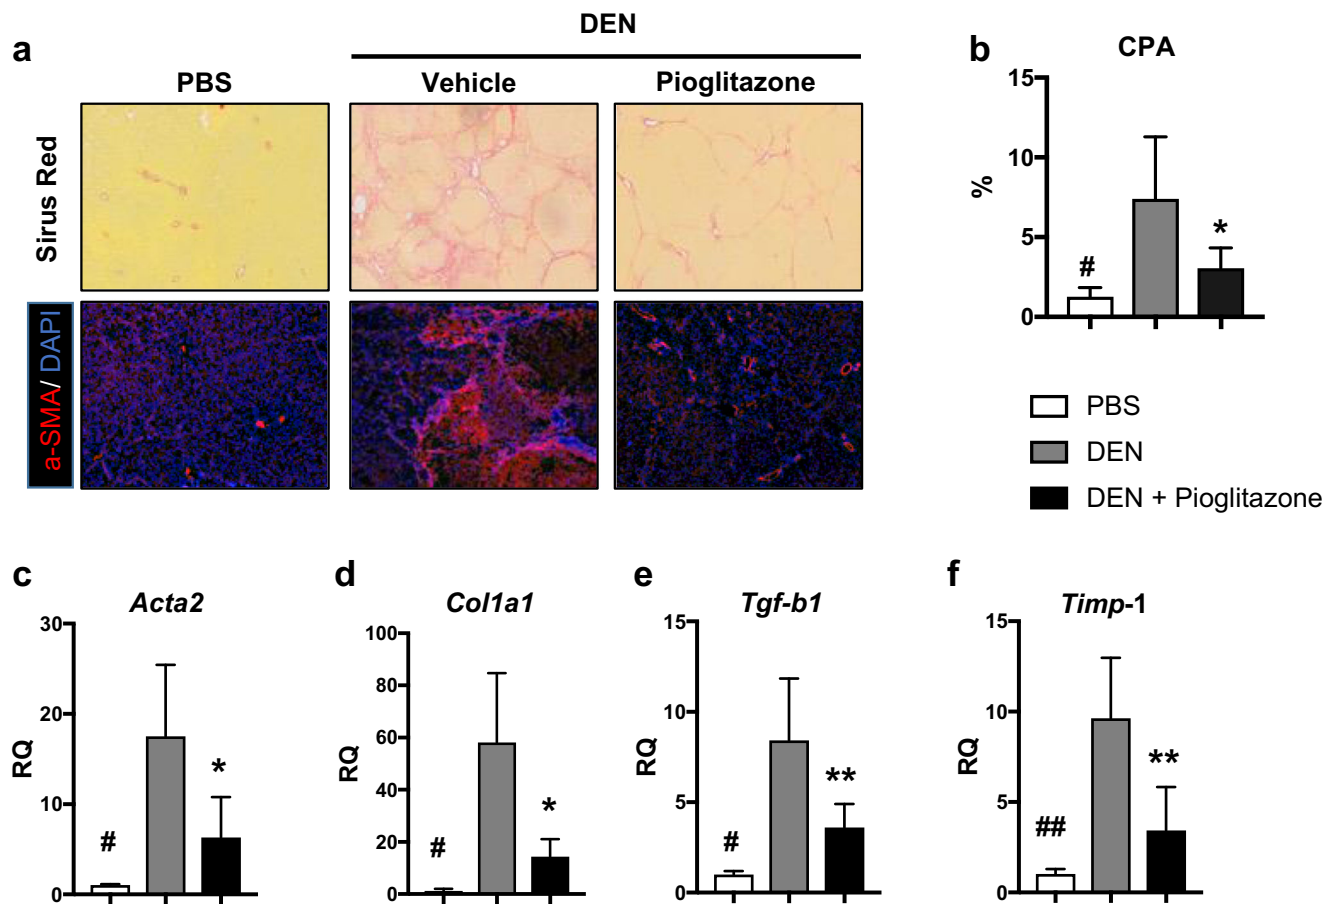 DEN
a
PBS
Vehicle
Pioglitazone
Sirus Red
a-SMA/ DAPI
b
CPA
15
10
5
0
%
#
*
PBS
DEN
DEN + Pioglitazone
c
Acta2
30
20
10
0
RQ
#
*
d
Col1a1
100
80
60
40
20
0
RQ
#
*
e
Tgf-b1
15
10
5
0
RQ
#
**
f
Timp-1
15
10
5
0
RQ
##
**